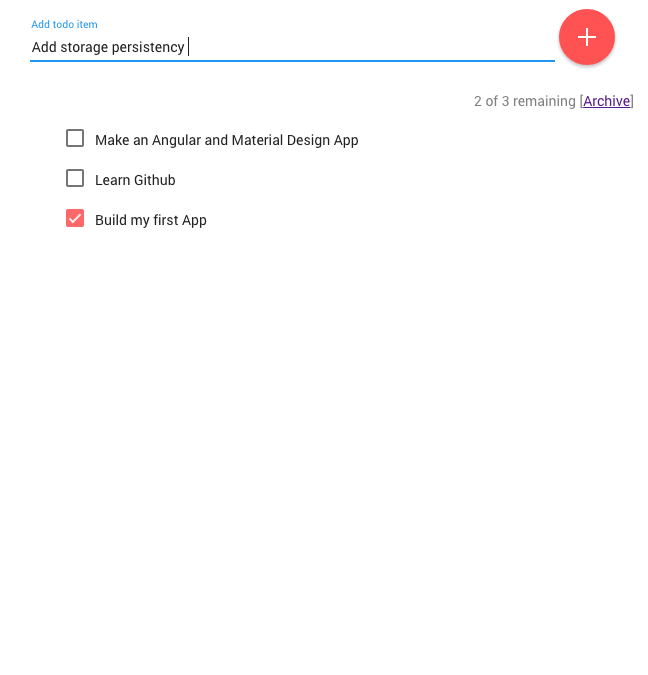 Add todo item
Add storage persistency
2 of 3 remaining [Archive]
Make an Angular and Material Design App
Learn Github
Build my first App